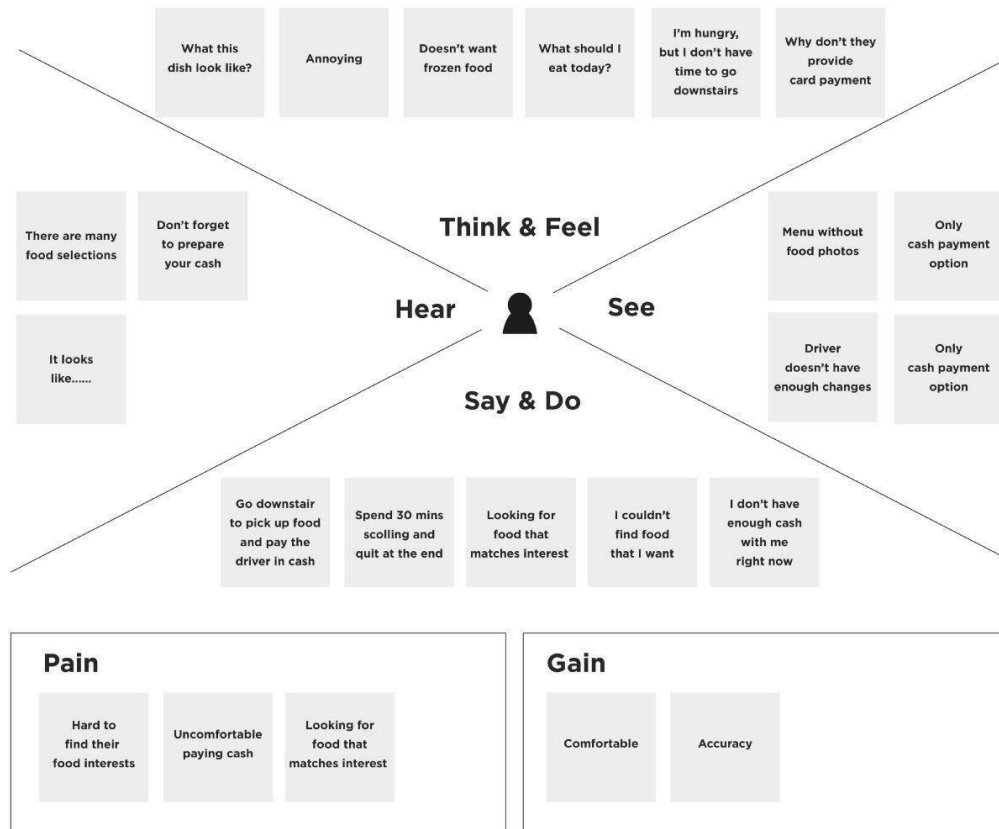 What this
dish look like?
Annoying
Doesn't want
frozen food
What should I
eat today?
I'm hungry,
but I don't have
time to go
downstairs
Why don't they
provide
card payment
Think & Feel
Hear
There are many
food selections
Don't forget
to prepare
your cash
It looks
like......
See
Menu without
food photos
Only
cash payment
option
Driver
doesn't have
enough changes
Only
cash payment
option
Say & Do
Go downstair
to pick up food
and pay the
driver in cash
Spend 30 mins
scolling and
quit at the end
Looking for
food that
matches interest
I couldn't
find food
that I want
I don't have
enough cash
with me
right now
Pain
Hard to
find their
food interests
Uncomfortable
paying cash
Looking for
food that
matches interest
Gain
Comfortable
Accuracy